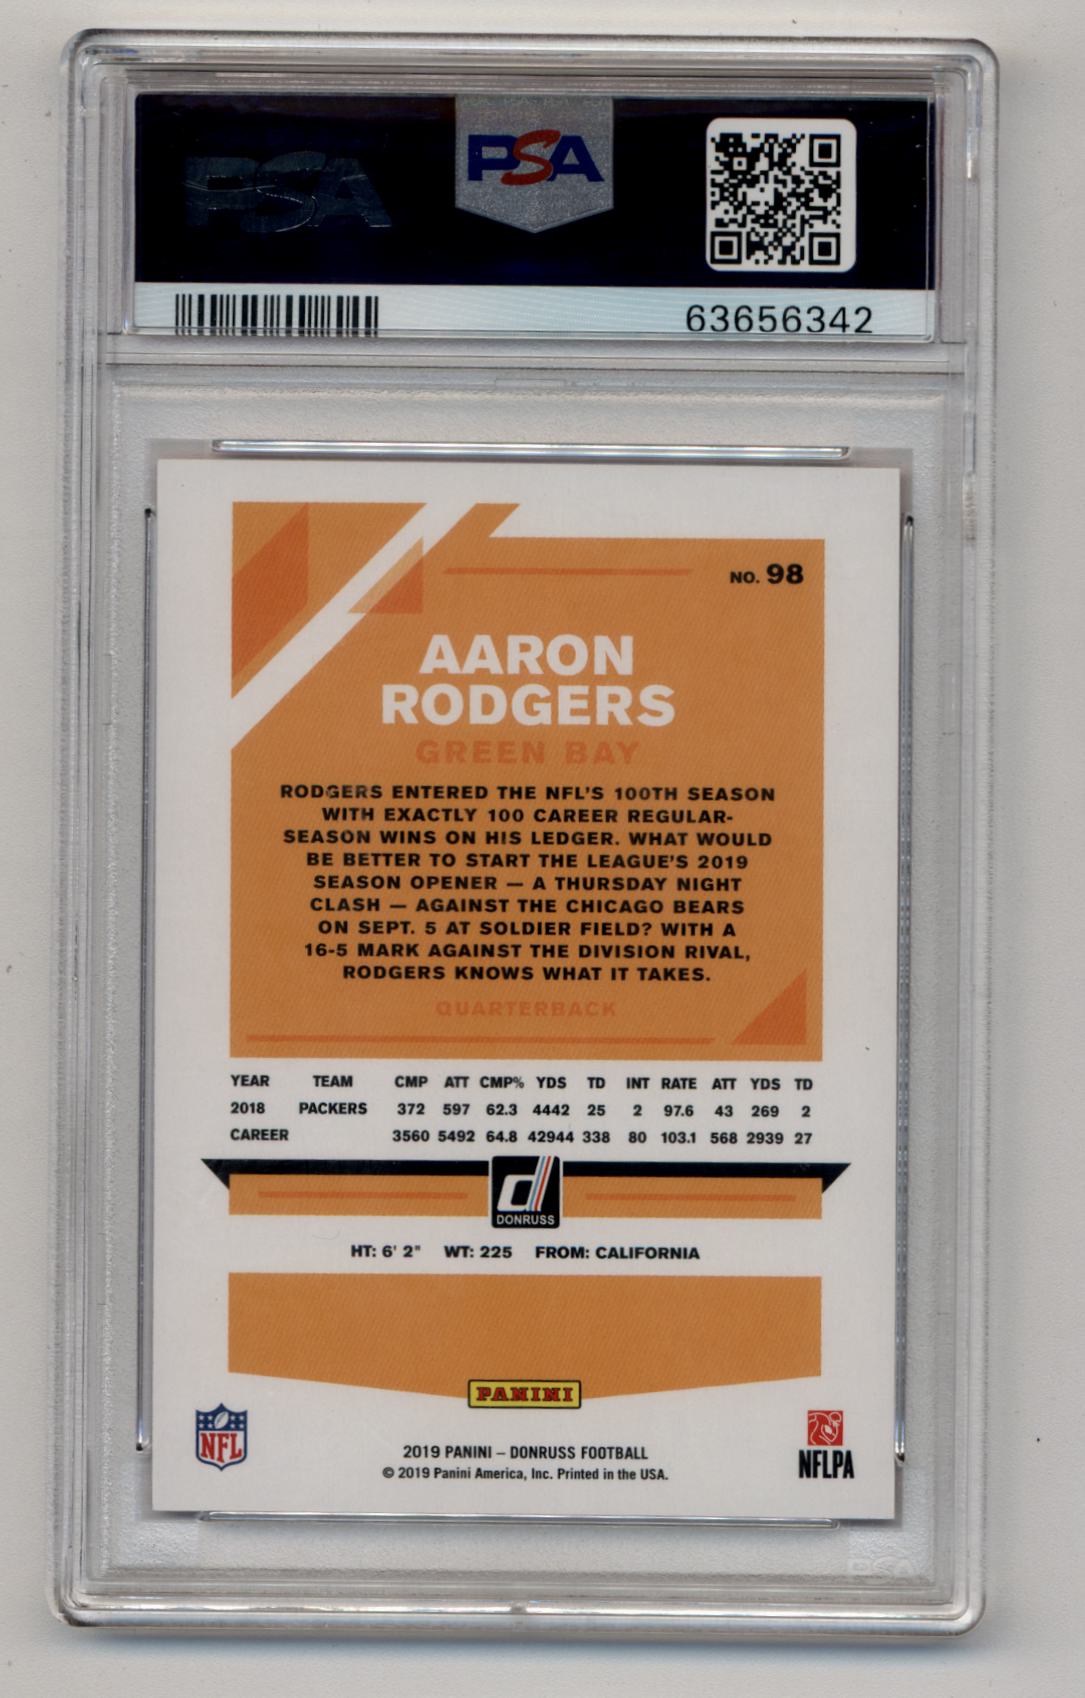 PSA
PSA
63656342
NO. 98
AARON
RODGERS
GREEN BAY
RODGERS ENTERED THE NFL'S 100TH SEASON
WITH EXACTLY 100 CAREER REGULAR-
SEASON WINS ON HIS LEDGER. WHAT WOULD
BE BETTER TO START THE LEAGUE'S 2019
SEASON OPENER — A THURSDAY NIGHT
CLASH — AGAINST THE CHICAGO BEARS
ON SEPT. 5 AT SOLDIER FIELD? WITH A
16-5 MARK AGAINST THE DIVISION RIVAL,
RODGERS KNOWS WHAT IT TAKES.
QUARTERBACK
YEAR TEAM CMP ATT CMP% YDS TD INT RATE ATT YDS TD
2018 PACKERS 372 597 62.3 4442 25 2 97.6 43 269 2
CAREER 3560 5492 64.8 42944 338 80 103.1 568 2939 27
d
DONRUSS
HT: 6' 2" WT: 225 FROM: CALIFORNIA
PANINI
NFL
2019 PANINI – DONRUSS FOOTBALL
© 2019 Panini America, Inc. Printed in the USA.
NFLPA
PSA